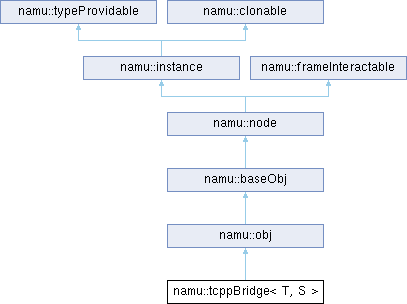 namu::typeProvidable namu::clonable
namu::instance namu::frameInteractable
namu::node
namu::baseObj
namu::obj
namu::tcppBridge< T, S >